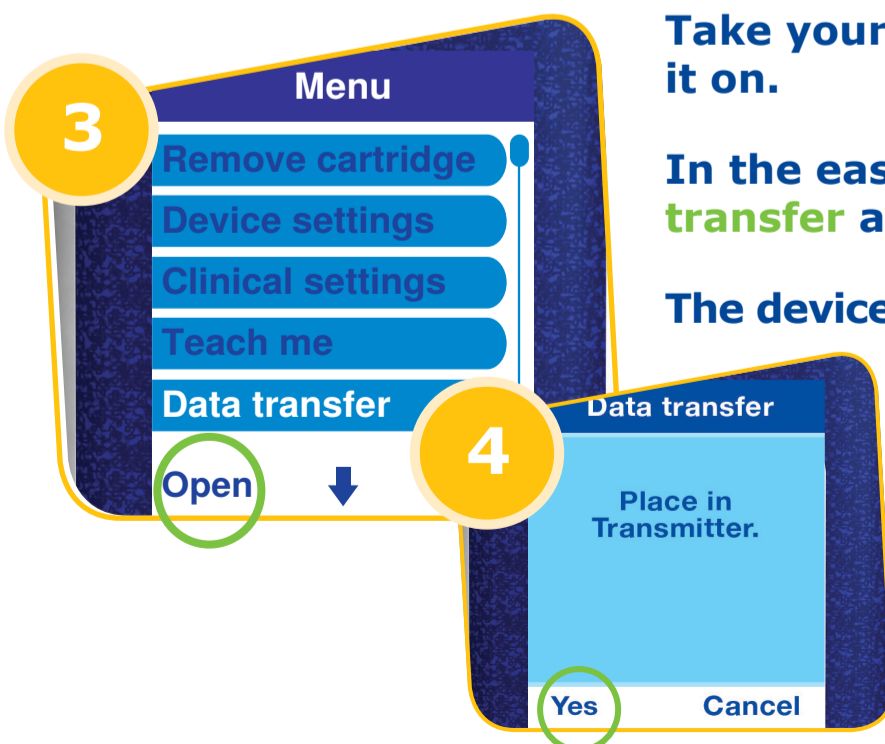 3
Menu
Remove cartridge
Device settings
Clinical settings
Teach me
Data transfer
Open
Take your
it on.
In the eas
transfer a
The device
4
Data transfer
Place in
Transmitter.
Yes Cancel